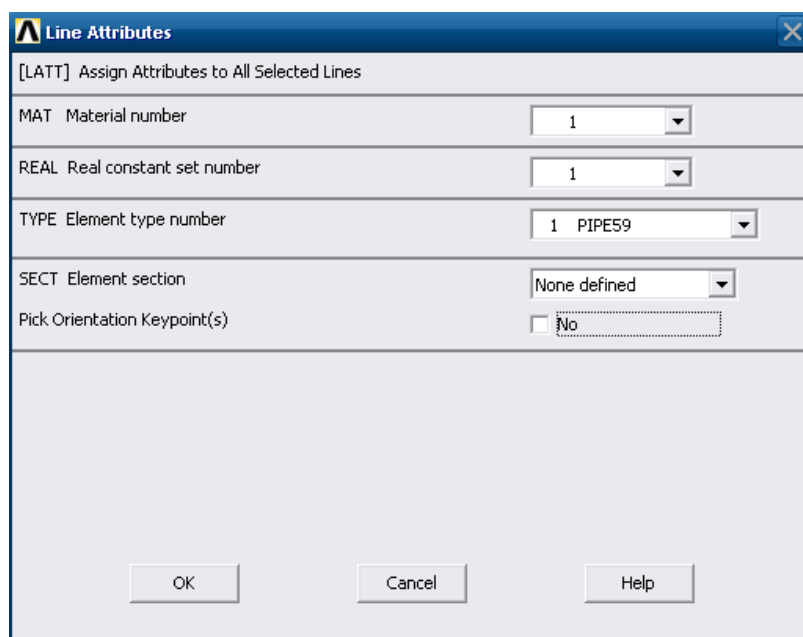 Line Attributes
[LATT] Assign Attributes to All Selected Lines
MAT Material number 1
REAL Real constant set number 1
TYPE Element type number 1 PIPE59
SECT Element section None defined
Pick Orientation Keypoint(s) No
OK Cancel Help